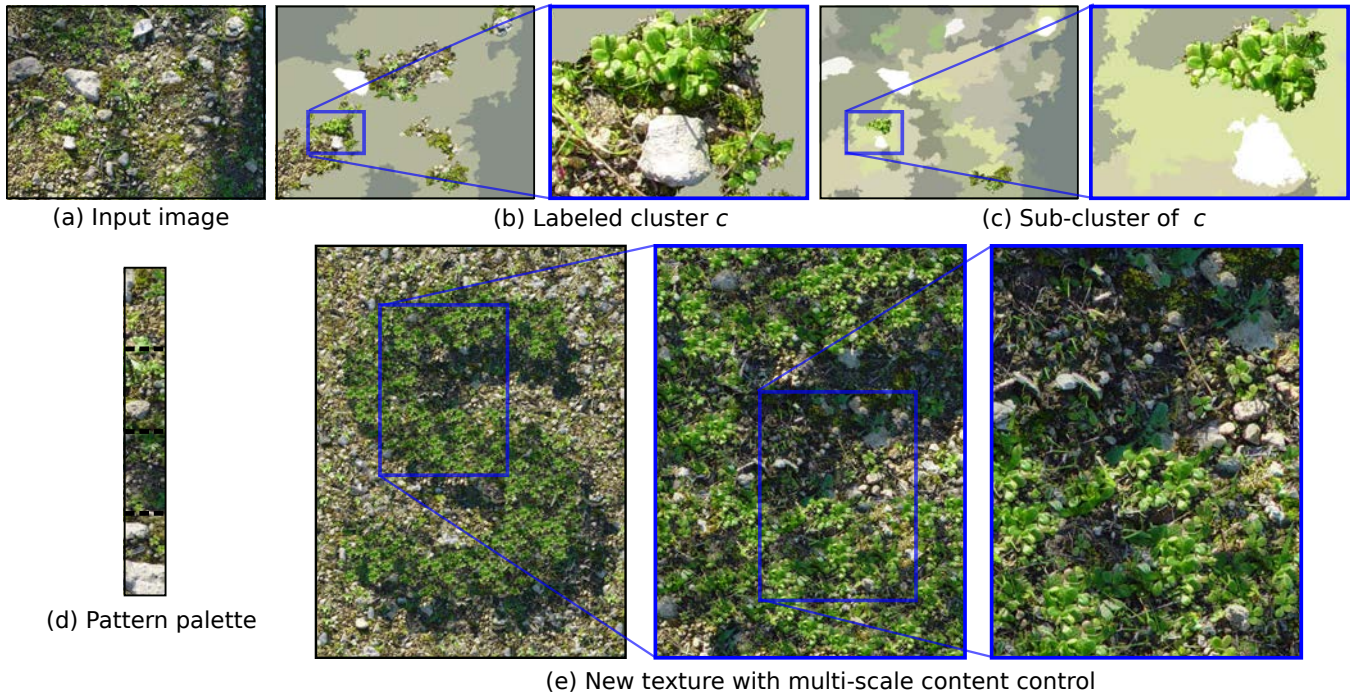 (a) Input image
(b) Labeled cluster c
(c) Sub-cluster of c
(d) Pattern palette
(e) New texture with multi-scale content control